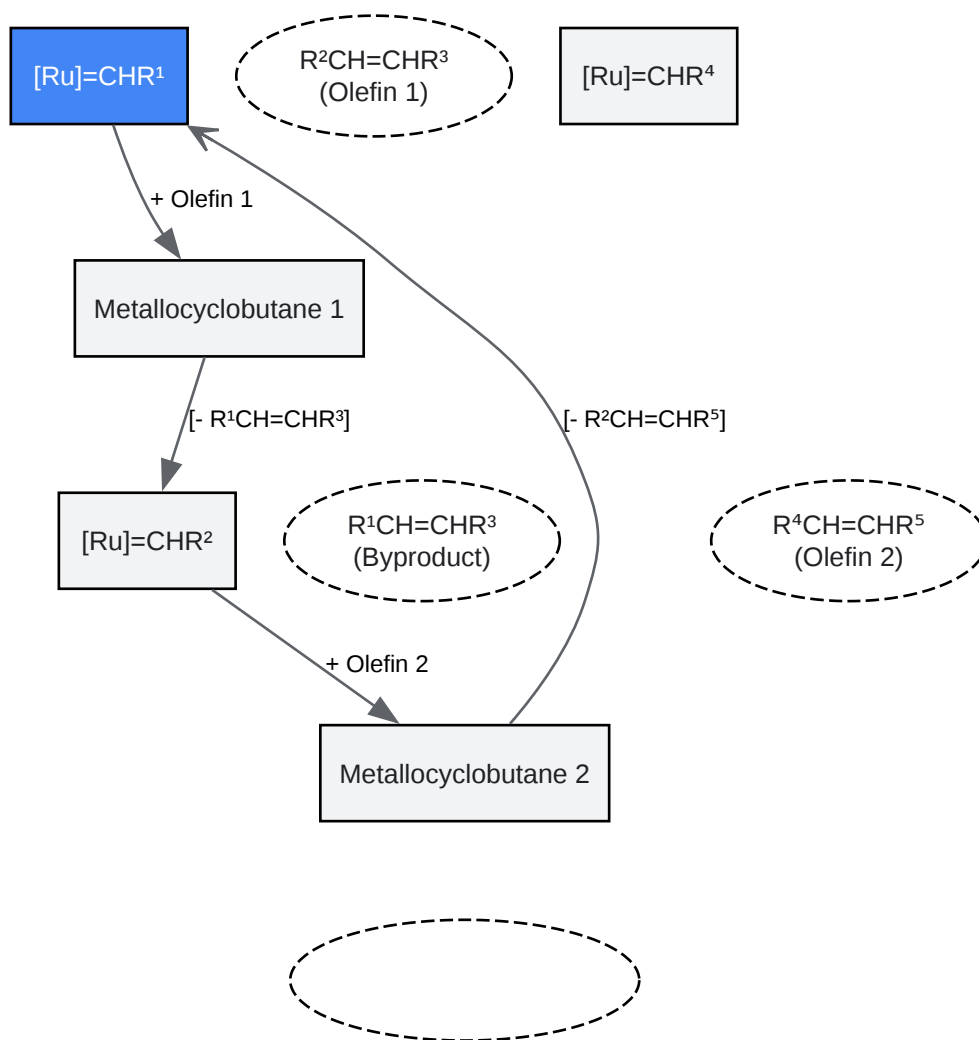 [Ru]=CHR¹
R²CH=CHR³
(Olefin 1)
[Ru]=CHR⁴
+ Olefin 1
Metallocyclobutane 1
[- R¹CH=CHR³]
[- R²CH=CHR⁵]
[Ru]=CHR²
R¹CH=CHR³
(Byproduct)
R⁴CH=CHR⁵
(Olefin 2)
+ Olefin 2
Metallocyclobutane 2